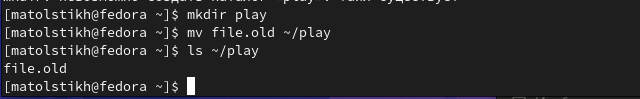 [matolstikh@fedora ~]$ mkdir play
[matolstikh@fedora ~]$ mv file.old ~/play
[matolstikh@fedora ~]$ ls ~/play
file.old
[matolstikh@fedora ~]$